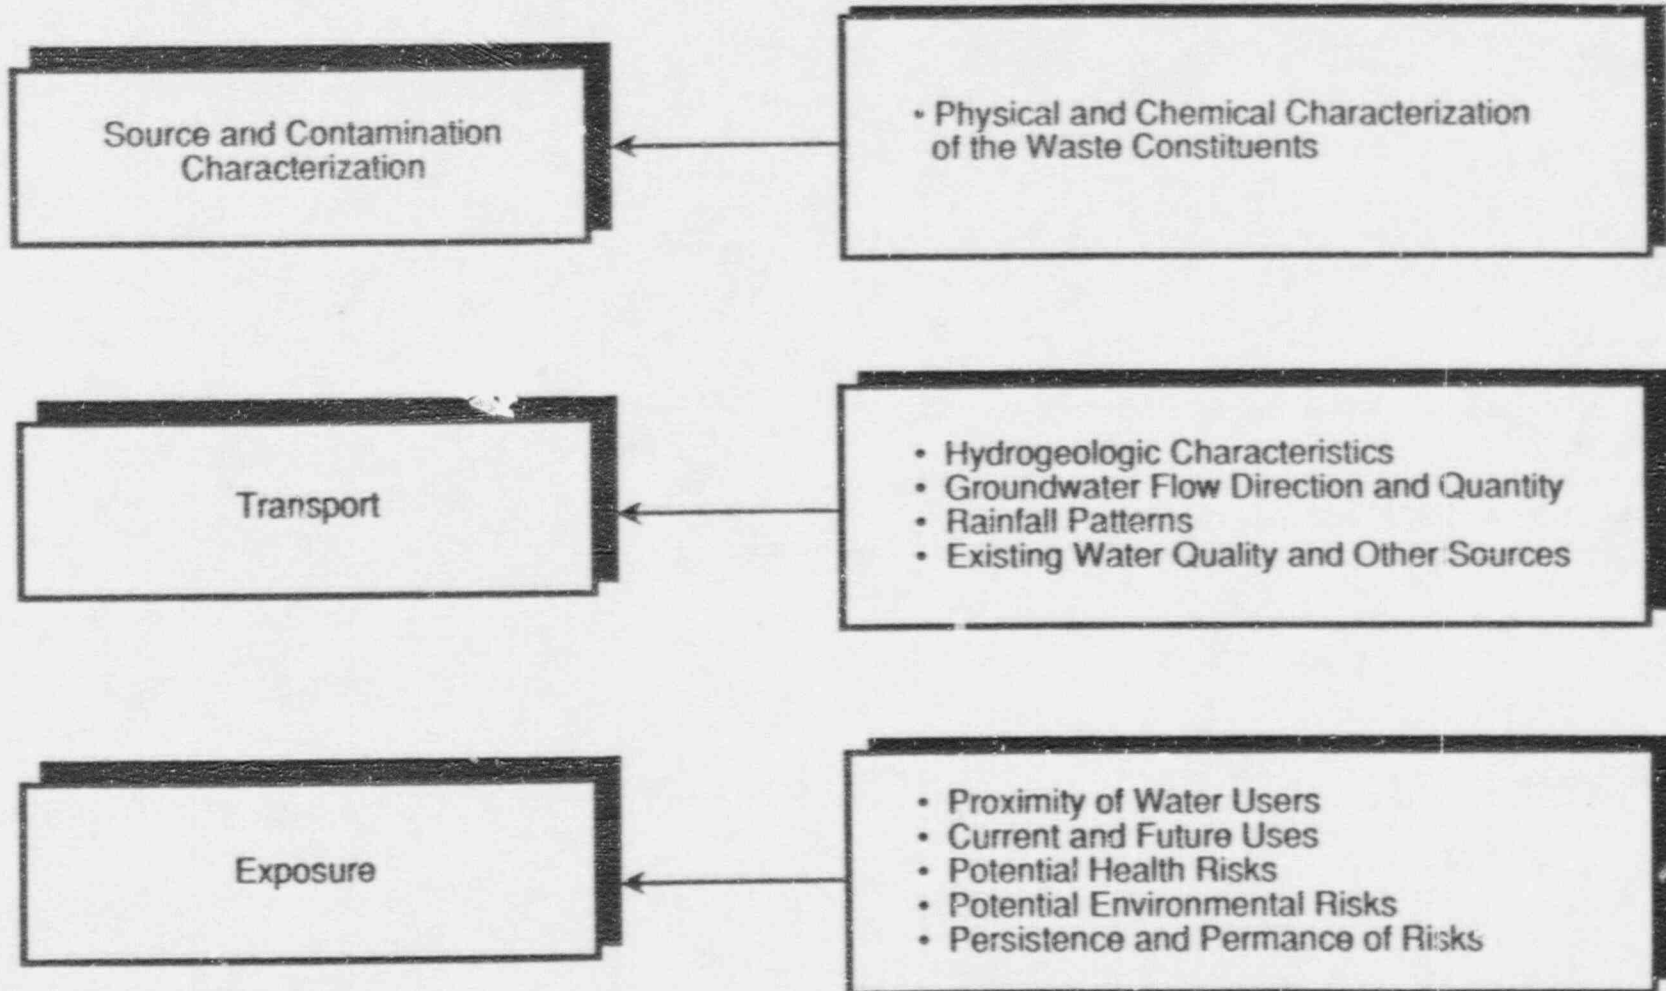 Source and Contamination
Characterization
• Physical and Chemical Characterization
of the Waste Constituents
Transport
• Hydrogeologic Characteristics
• Groundwater Flow Direction and Quantity
• Rainfall Patterns
• Existing Water Quality and Other Sources
Exposure
• Proximity of Water Users
• Current and Future Uses
• Potential Health Risks
• Potential Environmental Risks
• Persistence and Permance of Risks